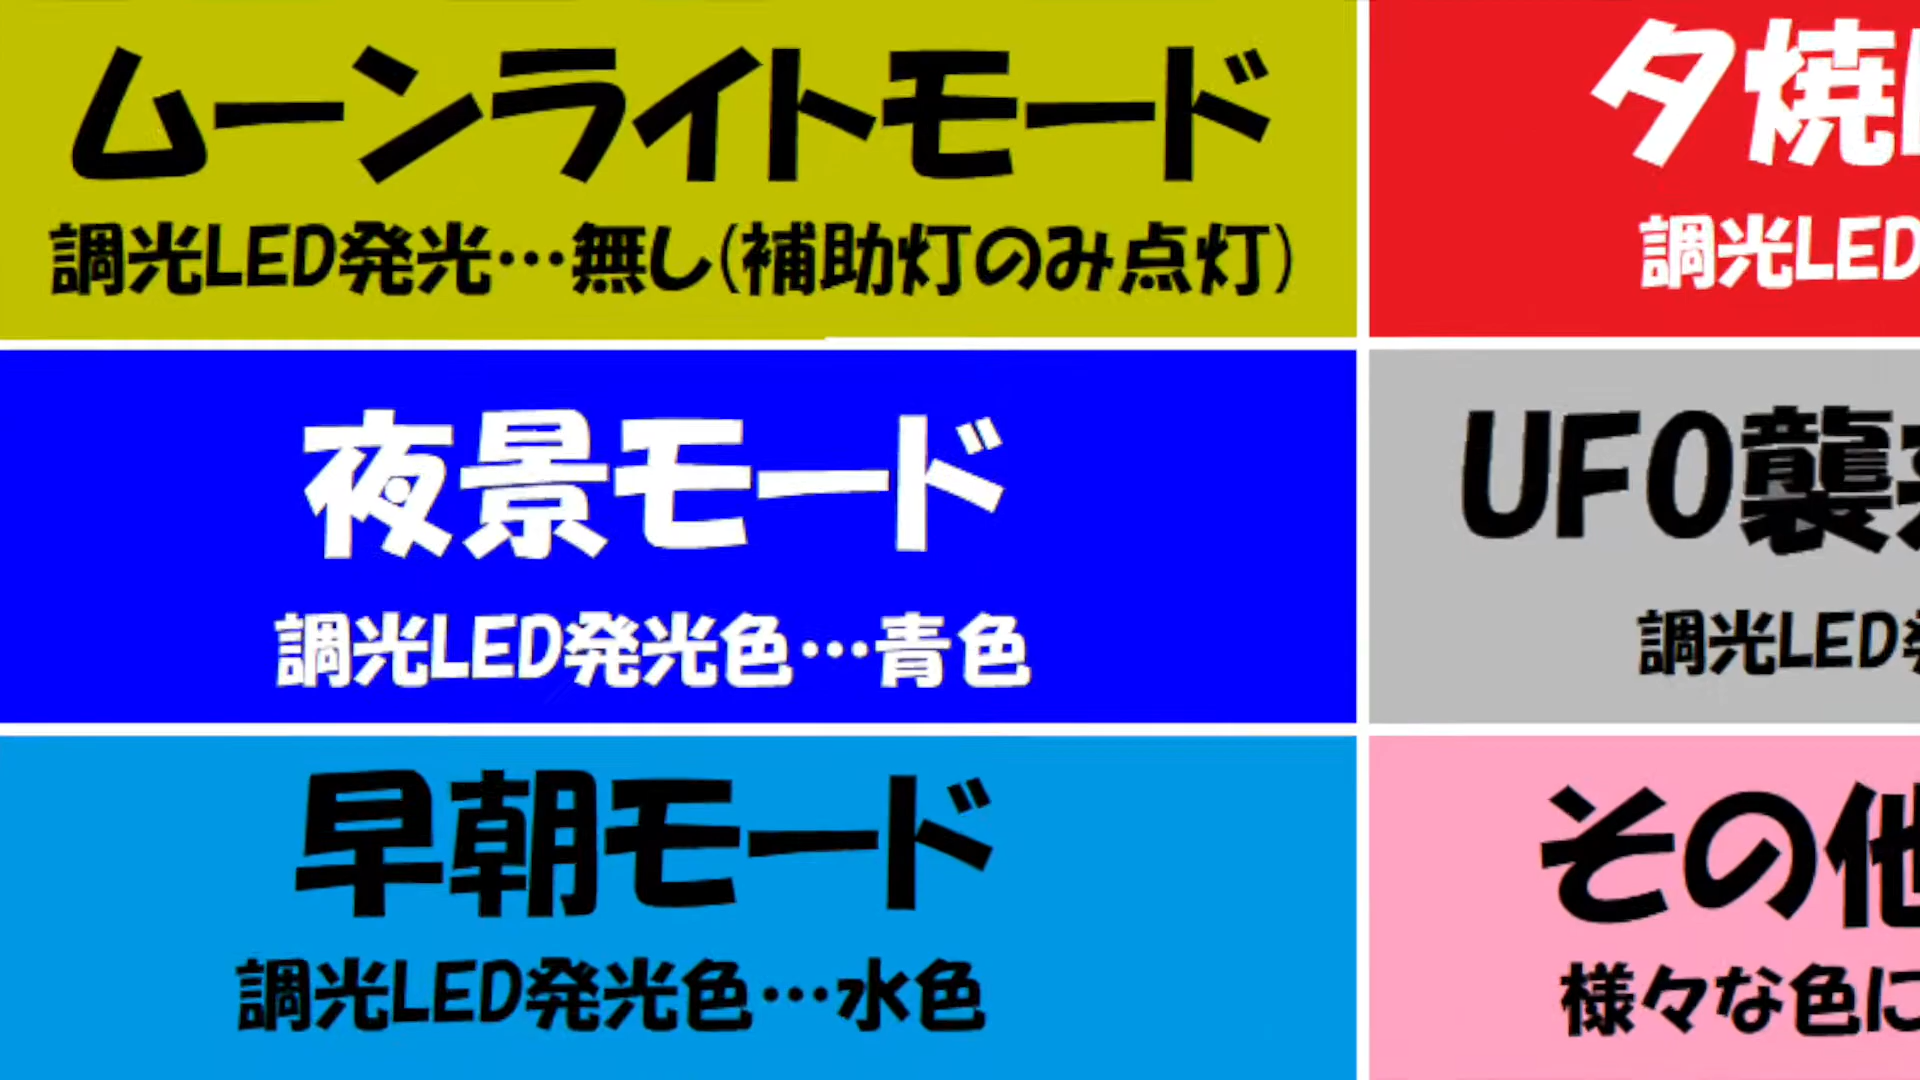 ムーンライトモード
調光LED発光…無し(補助灯のみ点灯)
夕焼
調光LED
夜景モード
調光LED発光色…青色
UFO襲
調光LED
早朝モード
調光LED発光色…水色
その他
様々な色に